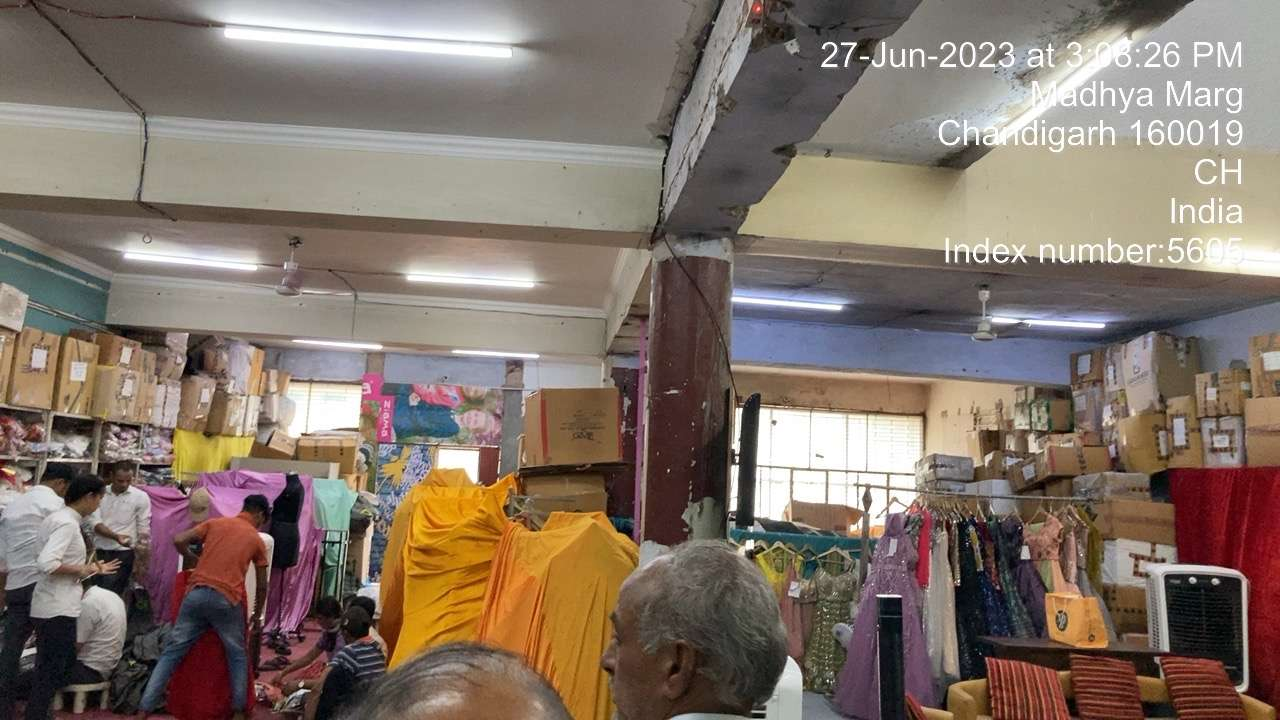 27-Jun-2023 at 3:08:26 PM
Madhya Marg
Chandigarh 160019
CH
India
Index number:5605